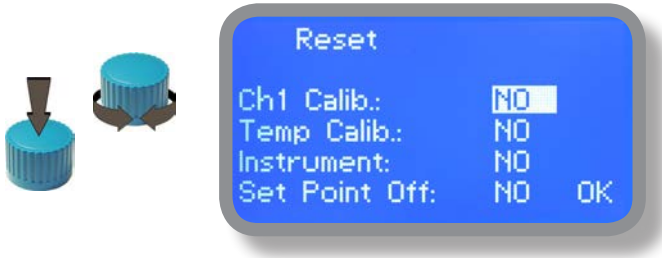 Reset
Ch1 Calib.: NO
Temp Calib.: NO
Instrument: NO
Set Point Off: NO OK